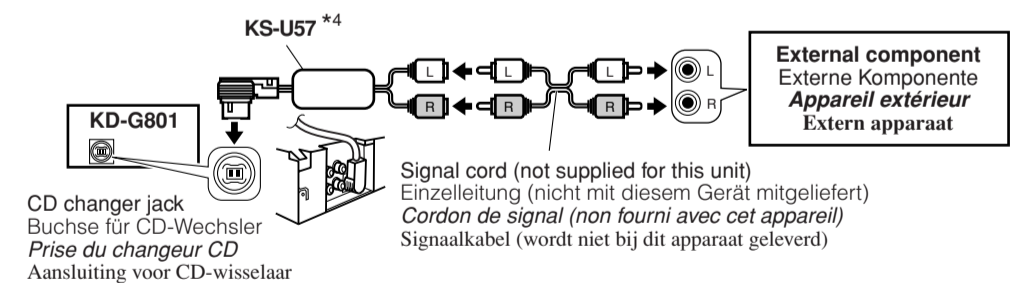 KS-U57 *4
L
L
L
L
R
R
R
R
External component
Externe Komponente
Appareil extérieur
Extern apparaat
KD-G801
CD changer jack
Buchse für CD-Wechsler
Prise du changeur CD
Aansluiting voor CD-wisselaar
Signal cord (not supplied for this unit)
Einzelleitung (nicht mit diesem Gerät mitgeliefert)
Cordon de signal (non fourni avec cet appareil)
Signaalkabel (wordt niet bij dit apparaat geleverd)